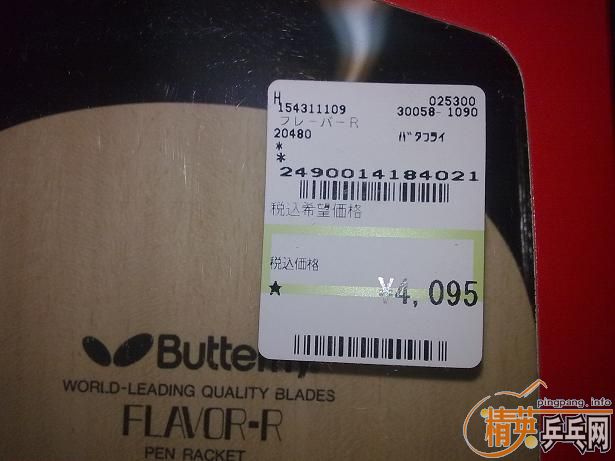 H 025300
154311109 30058-1090
フレーバーR
20480 バタフライ
*
*
2490014184021
税込希望価格
税込価格
★ ¥4,095
Butterfly
WORLD-LEADING QUALITY BLADES
FLAVOR-R
PEN RACKET
pingpang.info
精英乒乓网